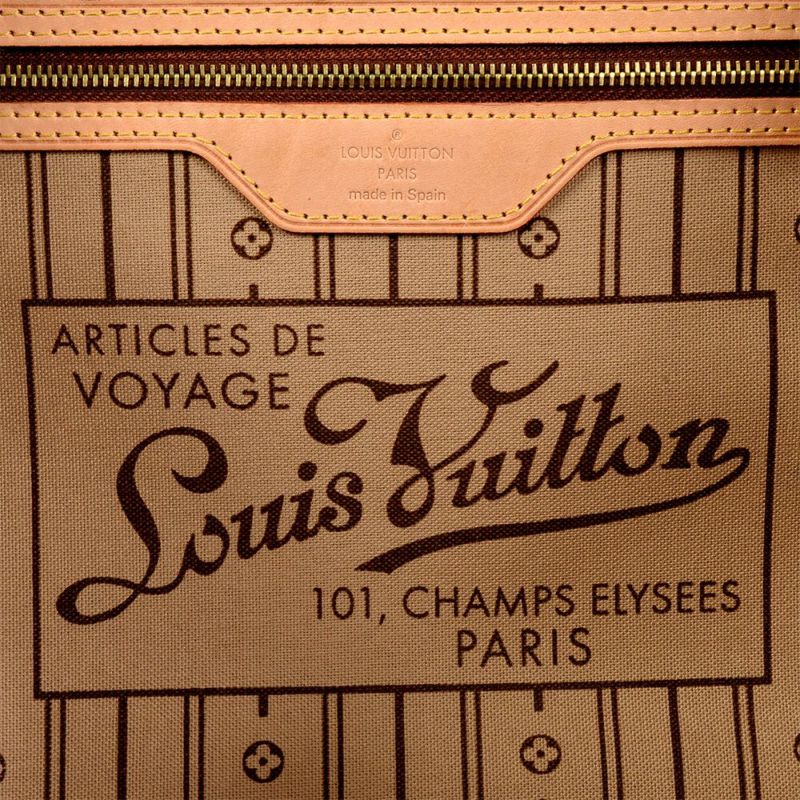 ®
LOUIS VUITTON
PARIS
made in Spain
ARTICLES DE
VOYAGE
Louis Vuitton
101, CHAMPS ELYSEES
PARIS